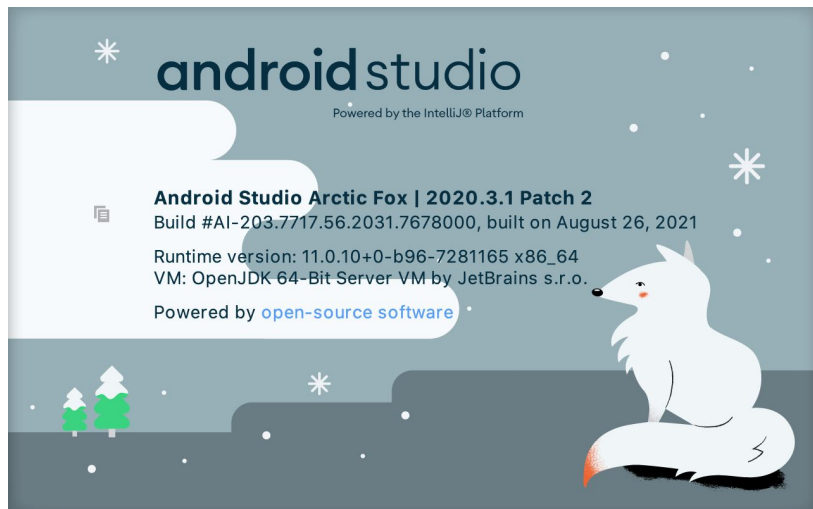 android studio
Powered by the IntelliJ® Platform
Android Studio Arctic Fox | 2020.3.1 Patch 2
Build #AI-203.7717.56.2031.7678000, built on August 26, 2021
Runtime version: 11.0.10+0-b96-7281165 x86_64
VM: OpenJDK 64-Bit Server VM by JetBrains s.r.o.
Powered by open-source software